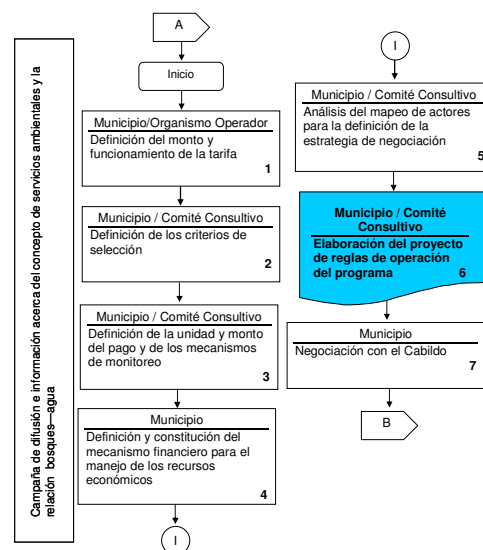 Campaña de difusión e información acerca del concepto de servicios ambientales y la
relación bosques—agua
A
Inicio
Municipio/Organismo Operador
Definición del monto y
funcionamiento de la tarifa
1
Municipio / Comité Consultivo
Definición de los criterios de
selección
2
Municipio / Comité Consultivo
Definición de la unidad y monto
del pago y de los mecanismos
de monitoreo
3
Municipio
Definición y constitución del
mecanismo financiero para el
manejo de los recursos
económicos
4
I
I
Municipio / Comité Consultivo
Análisis del mapeo de actores
para la definición de la
estrategia de negociación
5
Municipio / Comité
Consultivo
Elaboración del proyecto
de reglas de operación
del programa
6
Municipio
Negociación con el Cabildo
7
B